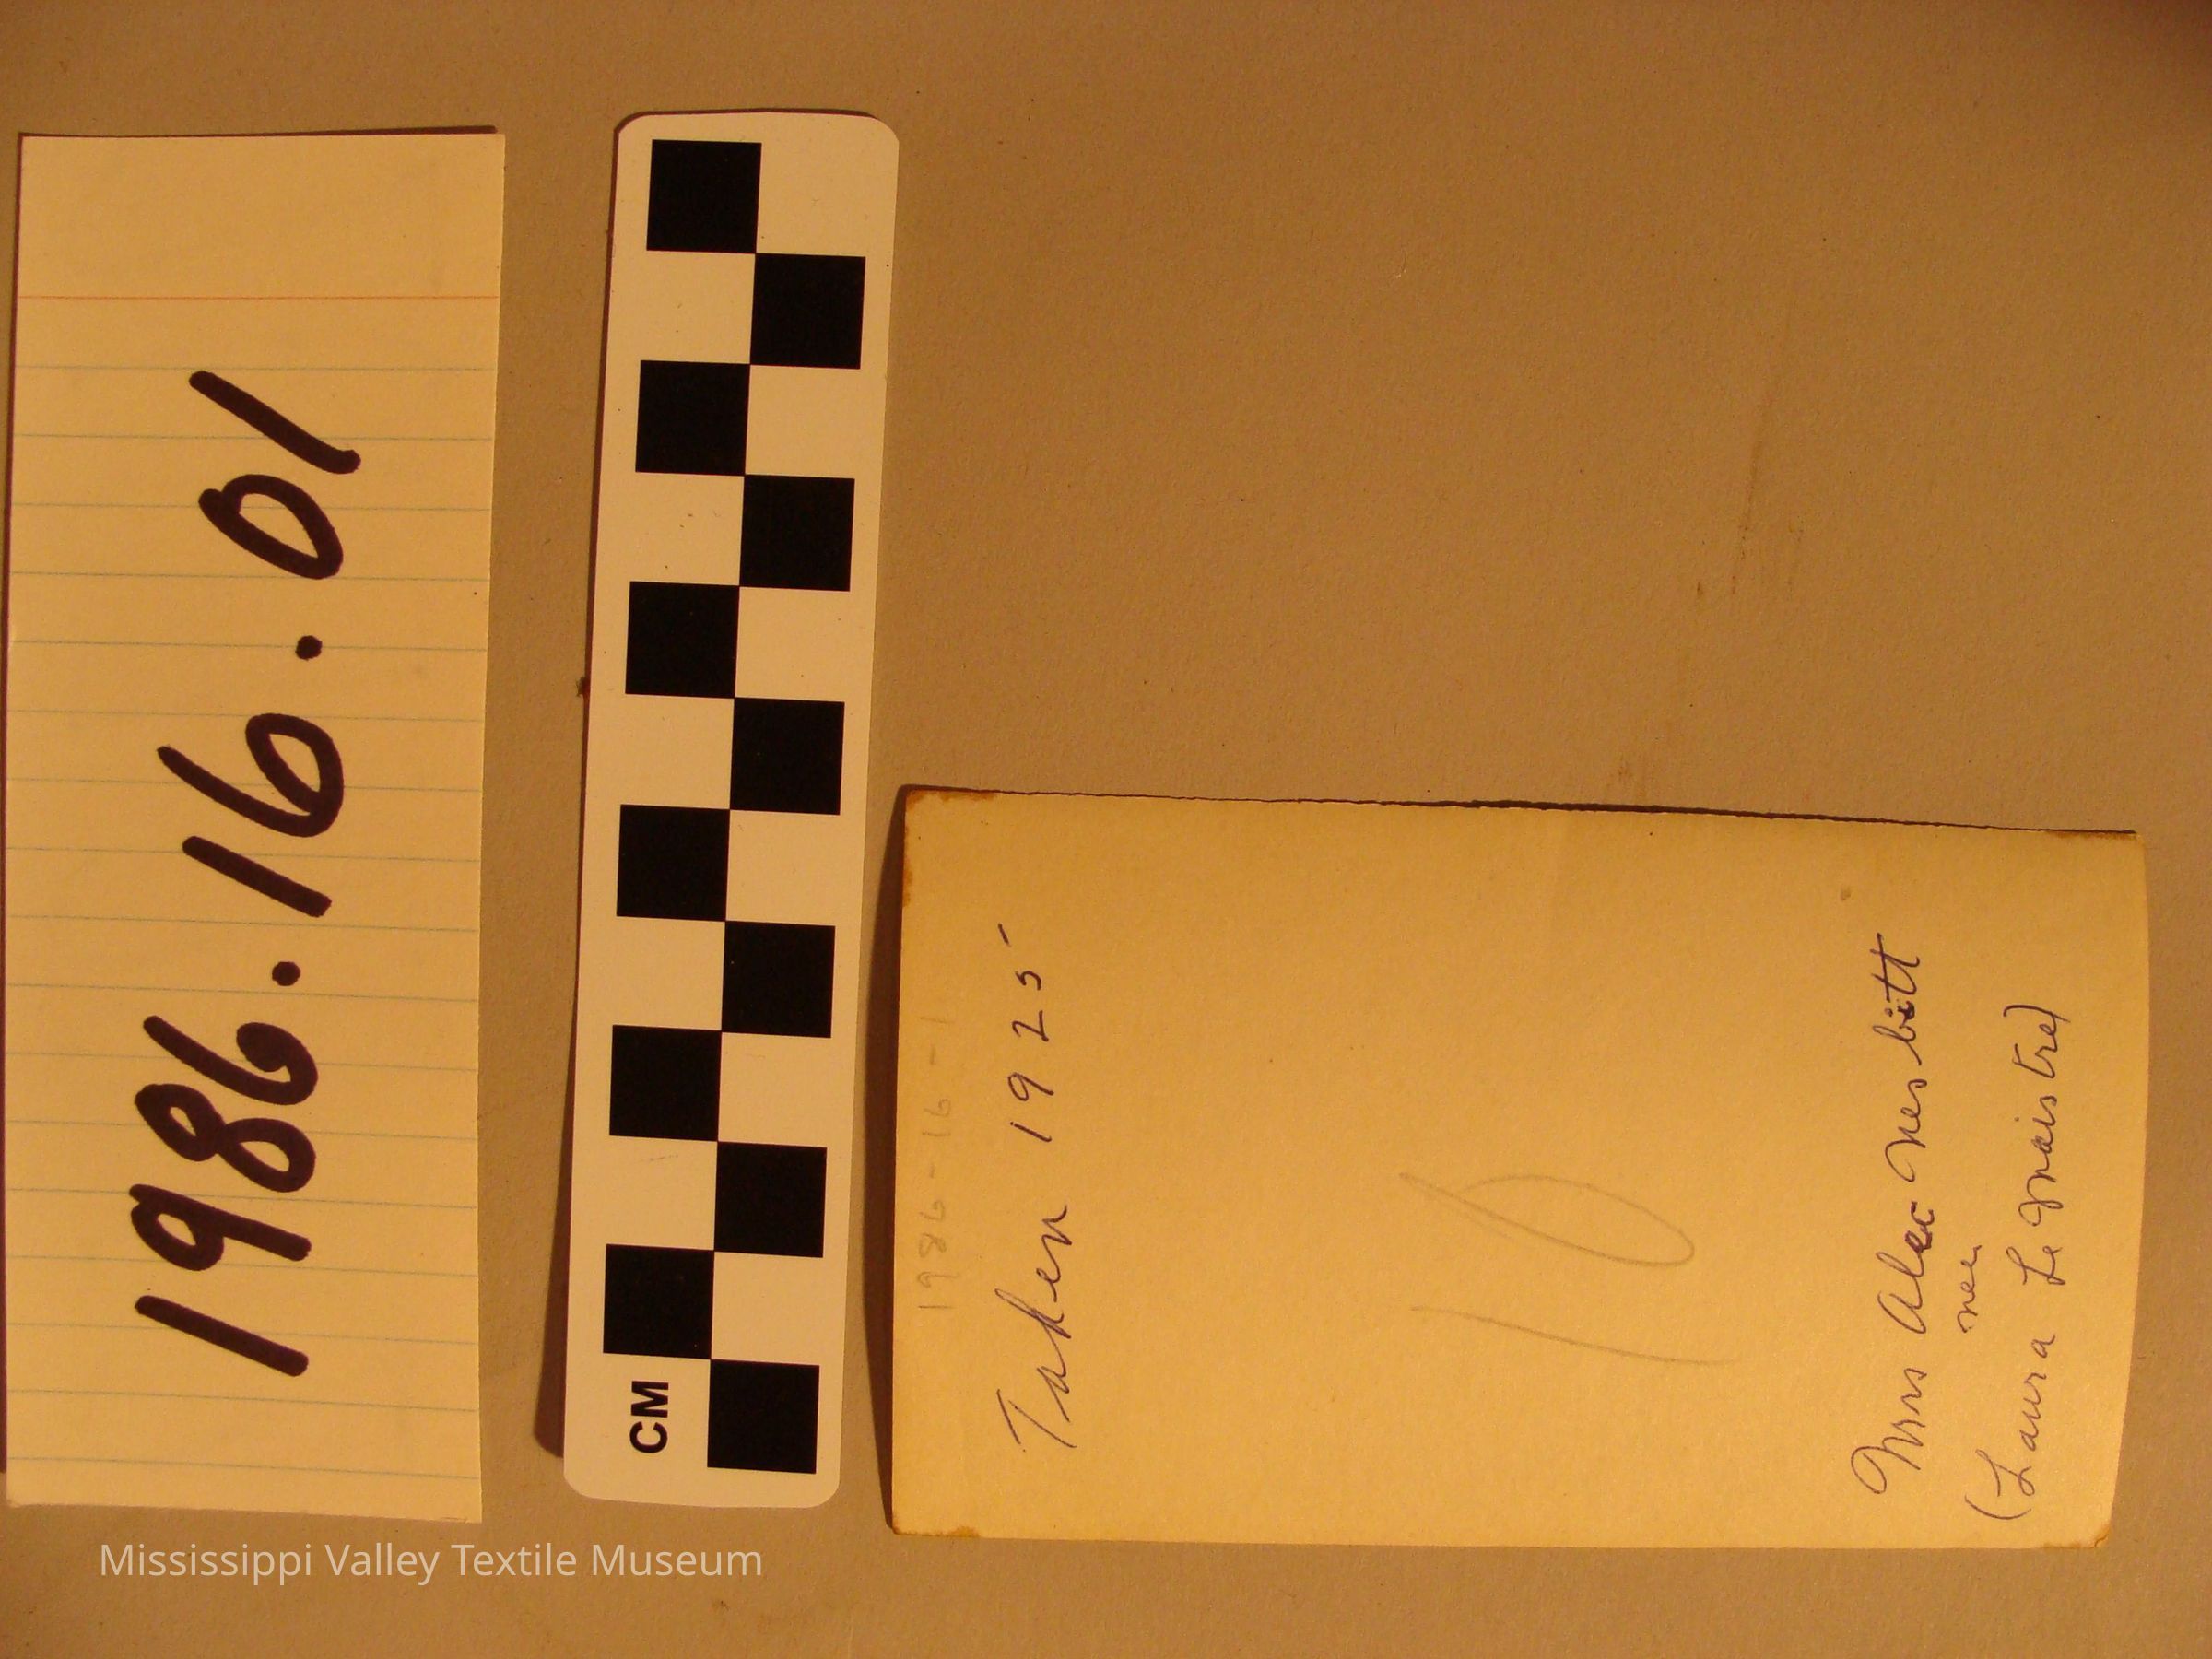 1986.16.01
CM
1986-16-1
Taken 1925
10
Mrs Alec Nesbitt
nee
(Laura Le Maistre)
Mississippi Valley Textile Museum